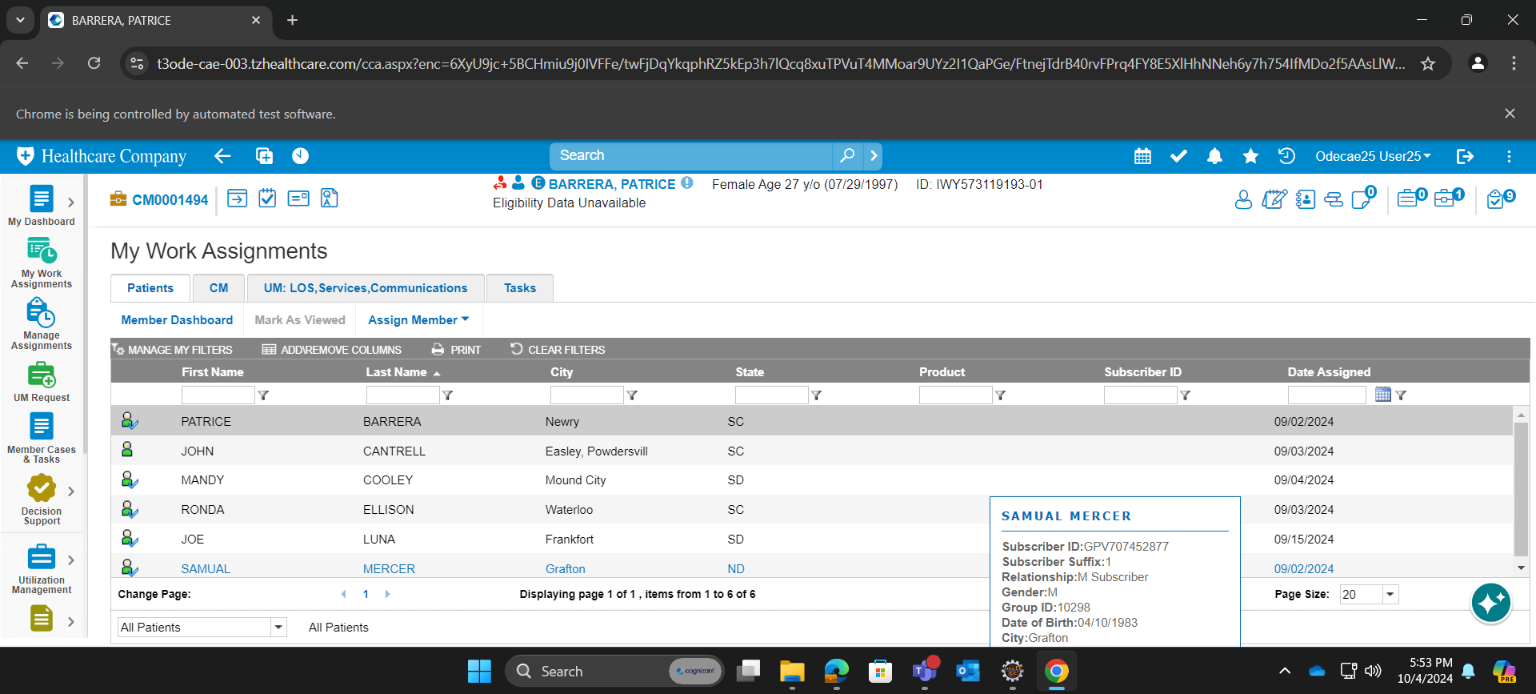 BARRERA, PATRICE
t3ode-cae-003.tzhealthcare.com/cca.aspx?enc=6XyU9jc+5BCHmiu9j0IVFFe/twFjDqYkqphRZ5kEp3h7lQcq8xuTPVuT4MMoar9UYz2I1QaPGe/FtnejTdrB40rvFPrq4FY8E5XlHhNNeh6y7h754IfMDo2f5AAsLlW...
Chrome is being controlled by automated test software.
Healthcare Company
Search
Odecae25 User25
My Dashboard
My Work
Assignments
Manage
Assignments
UM Request
Member Cases
& Tasks
Decision
Support
Utilization
Management
CM0001494
E BARRERA, PATRICE
Female Age 27 y/o (07/29/1997)
ID: IWY573119193-01
Eligibility Data Unavailable
0
0
1
9
My Work Assignments
Patients CM UM: LOS,Services,Communications Tasks
Member Dashboard Mark As Viewed Assign Member
MANAGE MY FILTERS ADD\REMOVE COLUMNS PRINT CLEAR FILTERS
First Name Last Name City State Product Subscriber ID Date Assigned
PATRICE BARRERA Newry SC 09/02/2024
JOHN CANTRELL Easley, Powdersvill SC 09/03/2024
MANDY COOLEY Mound City SD 09/04/2024
RONDA ELLISON Waterloo SC 09/03/2024
JOE LUNA Frankfort SD 09/15/2024
SAMUAL MERCER Grafton ND 09/02/2024
SAMUAL MERCER
Subscriber ID:GPV707452877
Subscriber Suffix:1
Relationship:M Subscriber
Gender:M
Group ID:10298
Date of Birth:04/10/1983
City:Grafton
Change Page: 1 Displaying page 1 of 1 , items from 1 to 6 of 6 Page Size: 20
All Patients All Patients
Search
cognizant
5:53 PM
10/4/2024
PRE